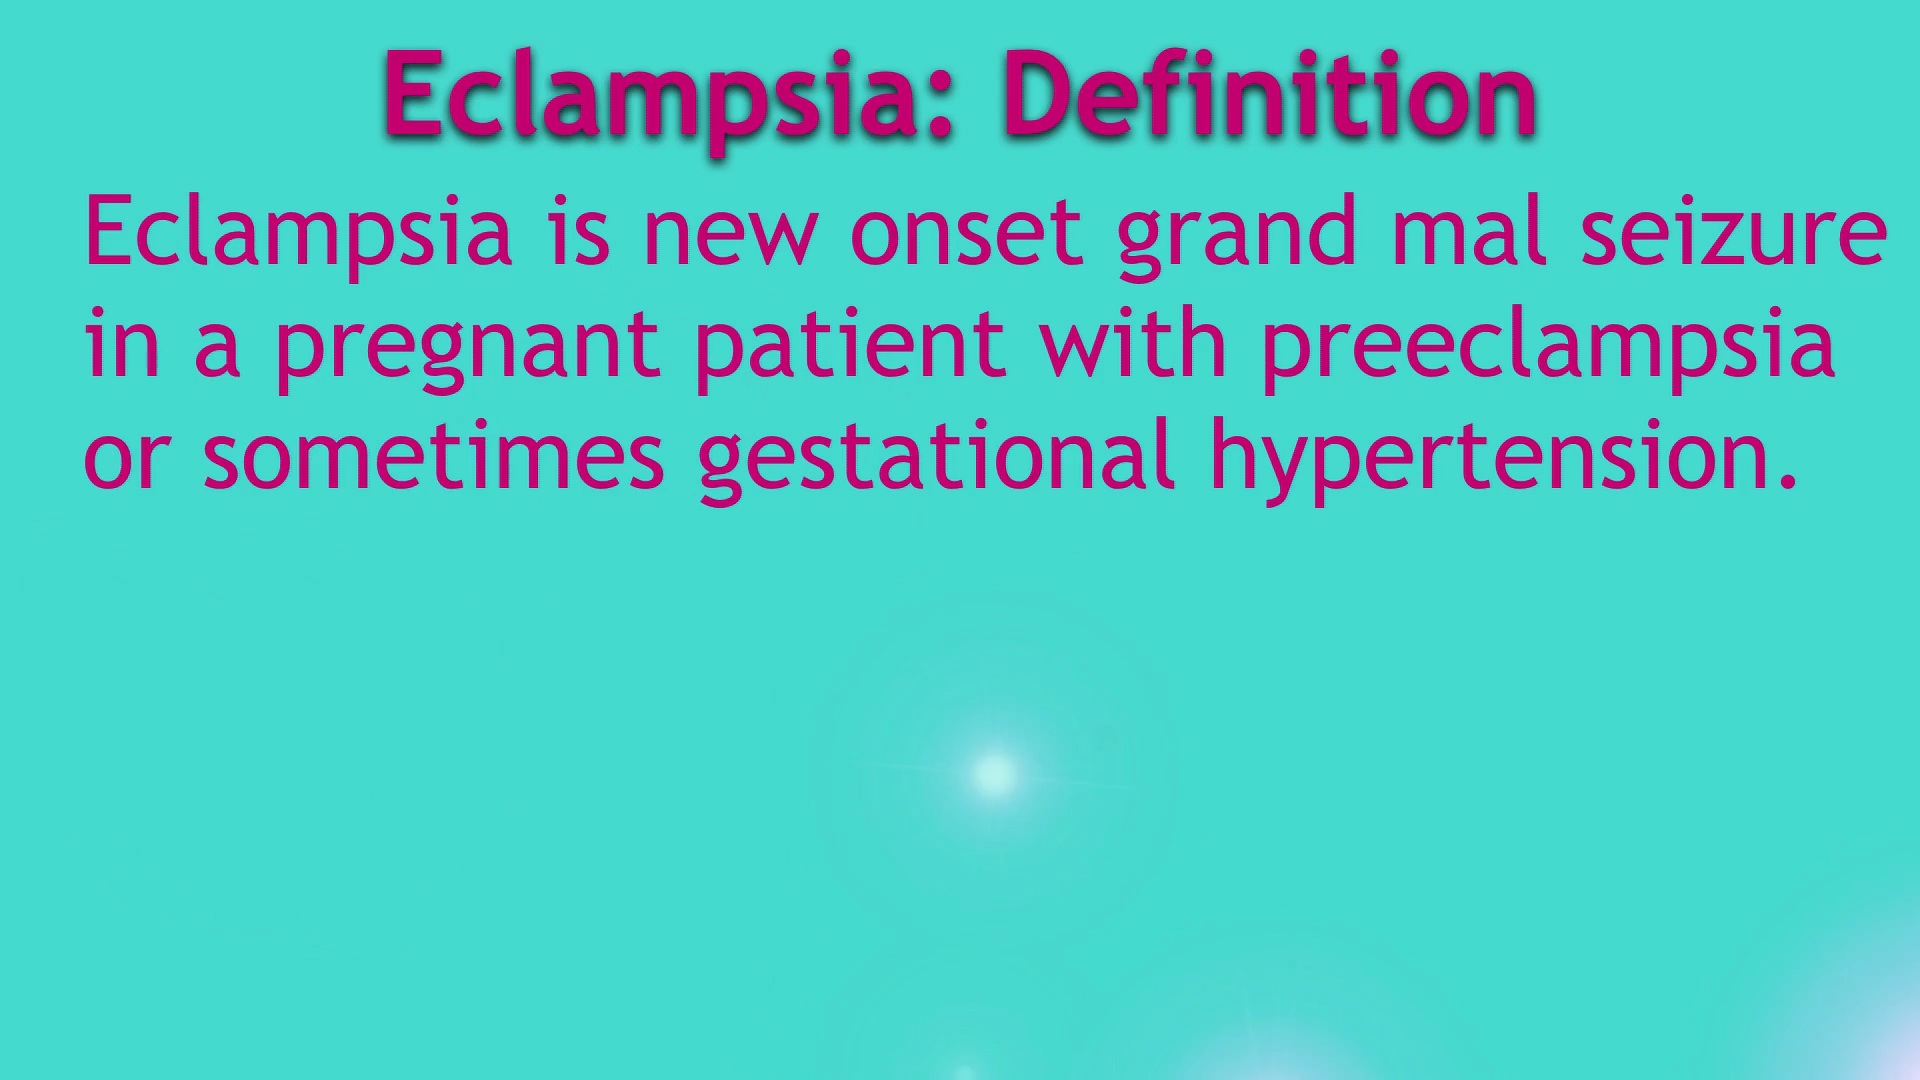 Eclampsia: Definition
Eclampsia is new onset grand mal seizure
in a pregnant patient with preeclampsia
or sometimes gestational hypertension.